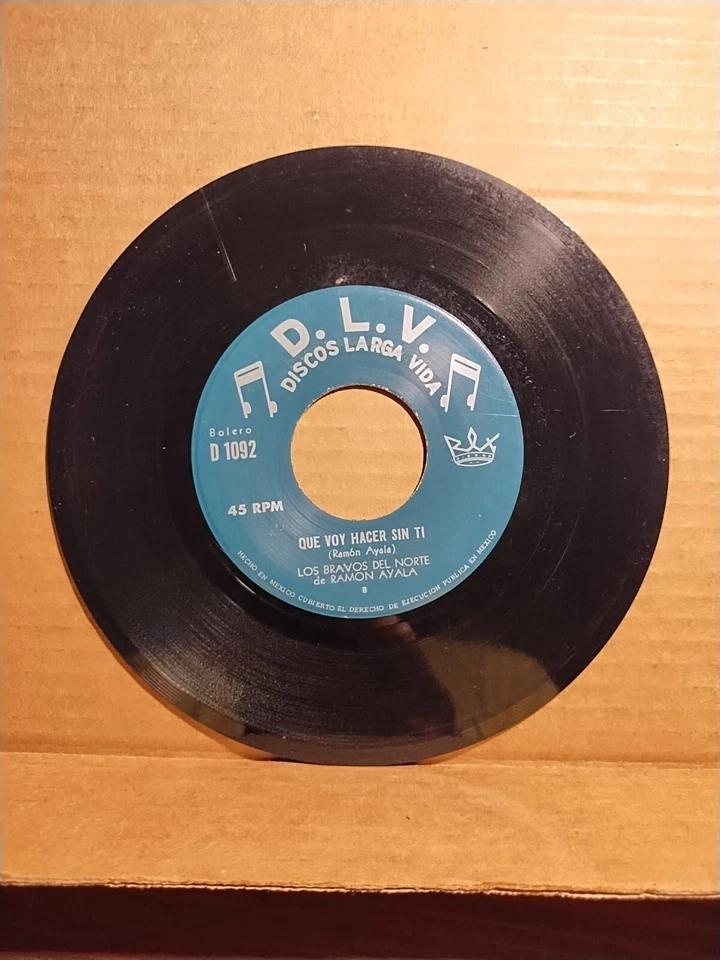 D. L. V.
DISCOS LARGA VIDA
Bolero
D 1092
45 RPM
QUE VOY HACER SIN TI
(Ramón Ayala)
LOS BRAVOS DEL NORTE
de RAMON AYALA
B
HECHO EN MEXICO CUBIERTO EL DERECHO DE EJECUCION PUBLICA EN MEXICO